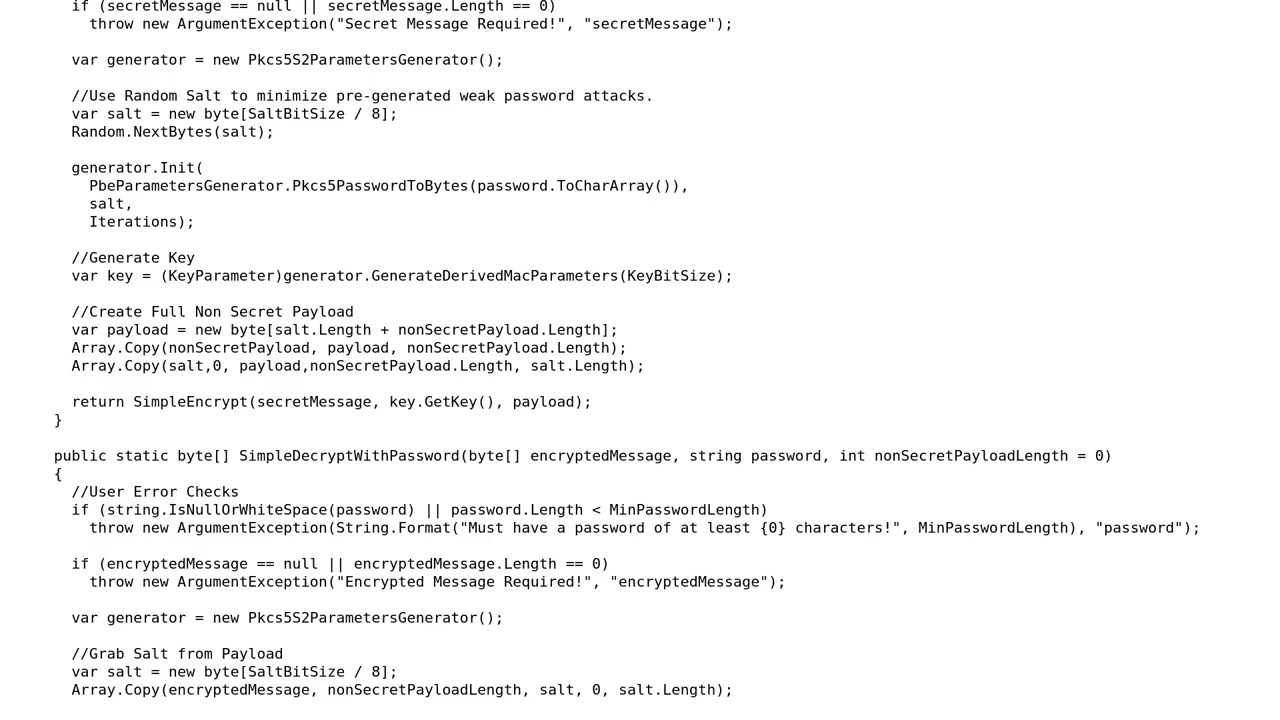 if (secretMessage == null || secretMessage.Length == 0)
throw new ArgumentException("Secret Message Required!", "secretMessage");
var generator = new Pkcs5S2ParametersGenerator();
//Use Random Salt to minimize pre-generated weak password attacks.
var salt = new byte[SaltBitSize / 8];
Random.NextBytes(salt);
generator.Init(
PbeParametersGenerator.Pkcs5PasswordToBytes(password.ToCharArray()),
salt,
Iterations);
//Generate Key
var key = (KeyParameter)generator.GenerateDerivedMacParameters(KeyBitSize);
//Create Full Non Secret Payload
var payload = new byte[salt.Length + nonSecretPayload.Length];
Array.Copy(nonSecretPayload, payload, nonSecretPayload.Length);
Array.Copy(salt,0, payload,nonSecretPayload.Length, salt.Length);
return SimpleEncrypt(secretMessage, key.GetKey(), payload);
}
public static byte[] SimpleDecryptWithPassword(byte[] encryptedMessage, string password, int nonSecretPayloadLength = 0)
{
//User Error Checks
if (string.IsNullOrWhiteSpace(password) || password.Length < MinPasswordLength)
throw new ArgumentException(String.Format("Must have a password of at least {0} characters!", MinPasswordLength), "password");
if (encryptedMessage == null || encryptedMessage.Length == 0)
throw new ArgumentException("Encrypted Message Required!", "encryptedMessage");
var generator = new Pkcs5S2ParametersGenerator();
//Grab Salt from Payload
var salt = new byte[SaltBitSize / 8];
Array.Copy(encryptedMessage, nonSecretPayloadLength, salt, 0, salt.Length);